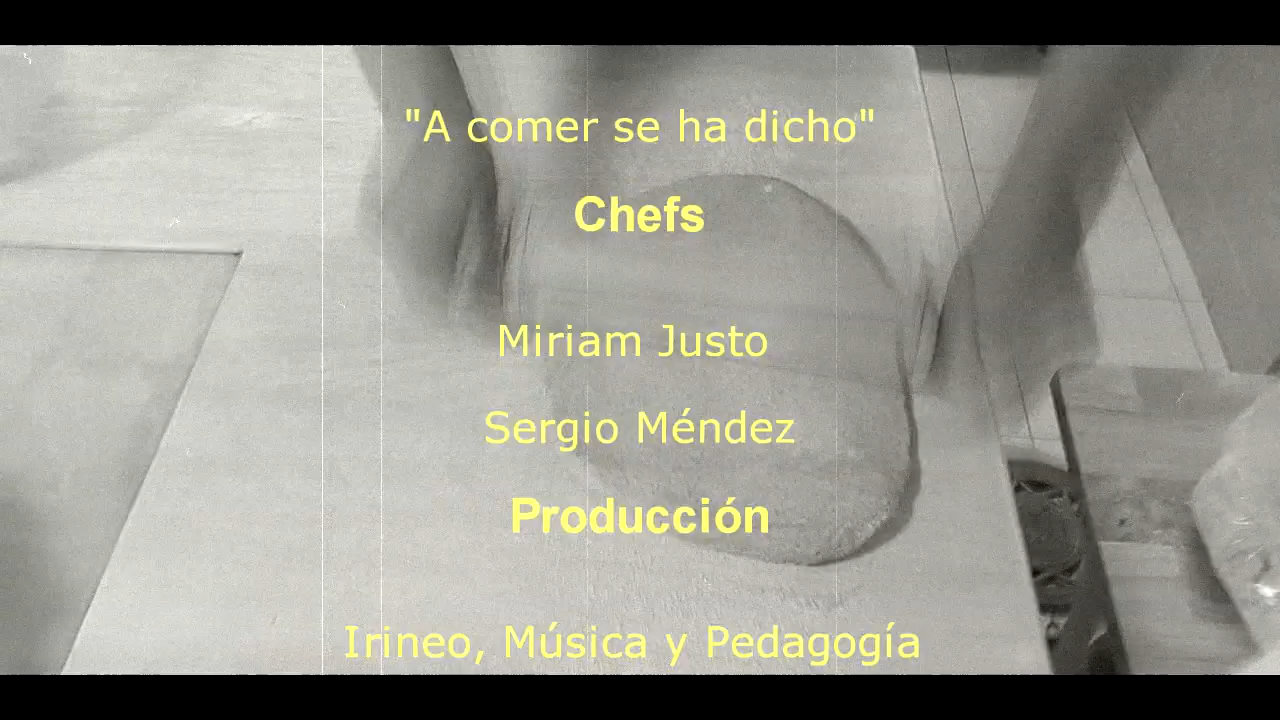 "A comer se ha dicho"
Chefs
Miriam Justo
Sergio Méndez
Producción
Irineo, Música y Pedagogía